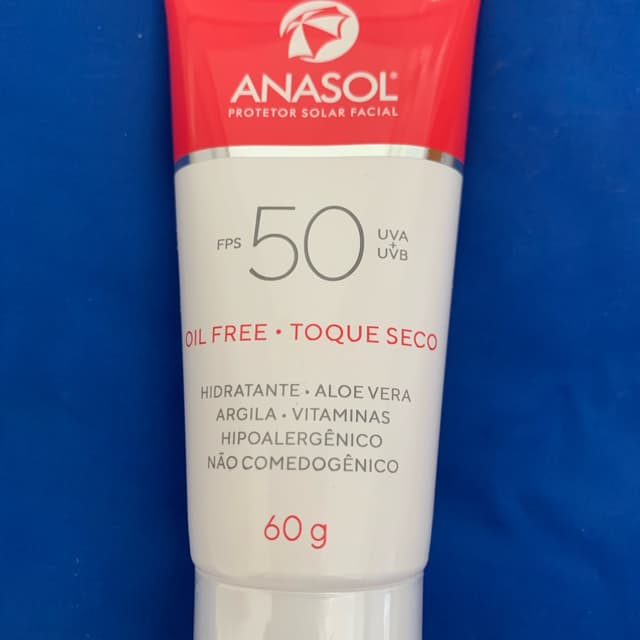 ANASOL®
PROTETOR SOLAR FACIAL
FPS 50 UVA + UVB
OIL FREE • TOQUE SECO
HIDRATANTE • ALOE VERA
ARGILA • VITAMINAS
HIPOALERGÊNICO
NÃO COMEDOGÊNICO
60 g